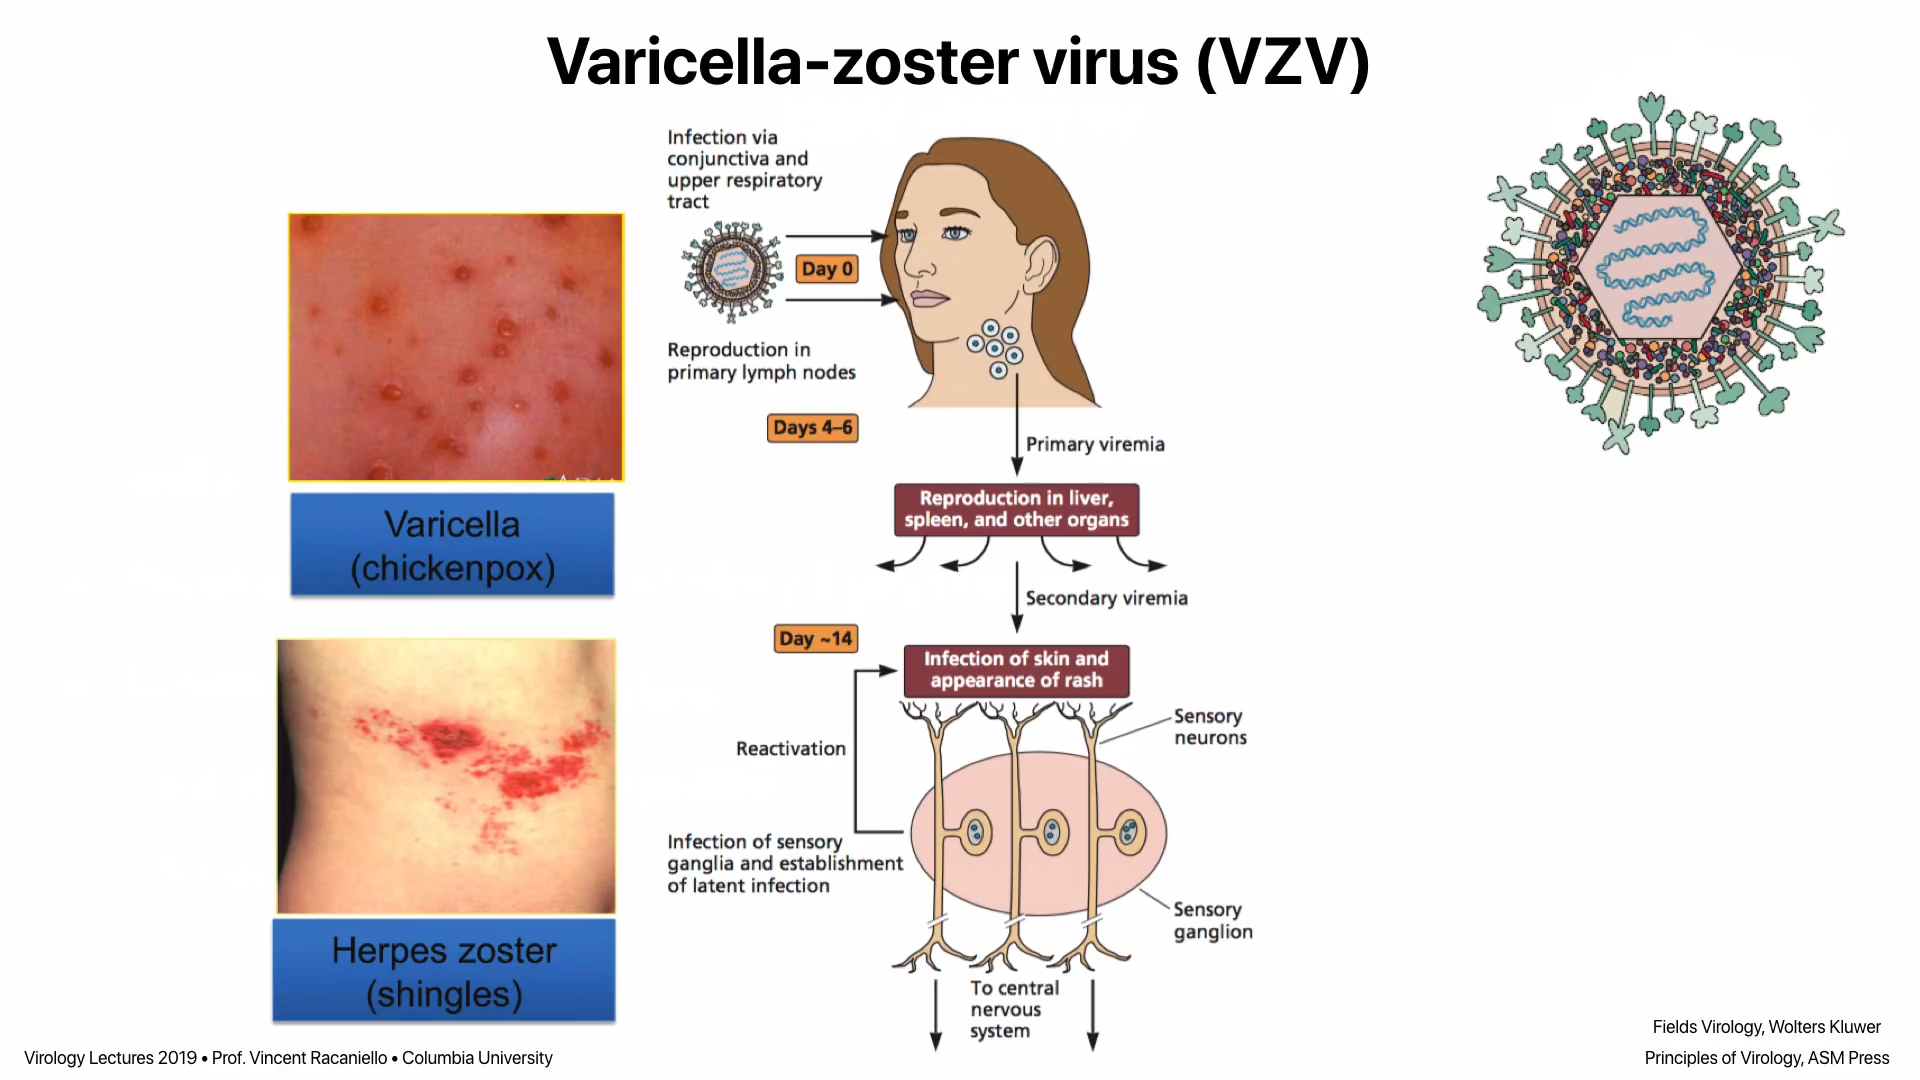 Varicella-zoster virus (VZV)
Infection via
conjunctiva and
upper respiratory
tract
Day 0
Reproduction in
primary lymph nodes
Days 4–6
Primary viremia
Reproduction in liver,
spleen, and other organs
Secondary viremia
Day ~14
Infection of skin and
appearance of rash
Sensory
neurons
Reactivation
Infection of sensory
ganglia and establishment
of latent infection
Sensory
ganglion
To central
nervous
system
Varicella
(chickenpox)
Herpes zoster
(shingles)
Fields Virology, Wolters Kluwer
Virology Lectures 2019 • Prof. Vincent Racaniello • Columbia University
Principles of Virology, ASM Press